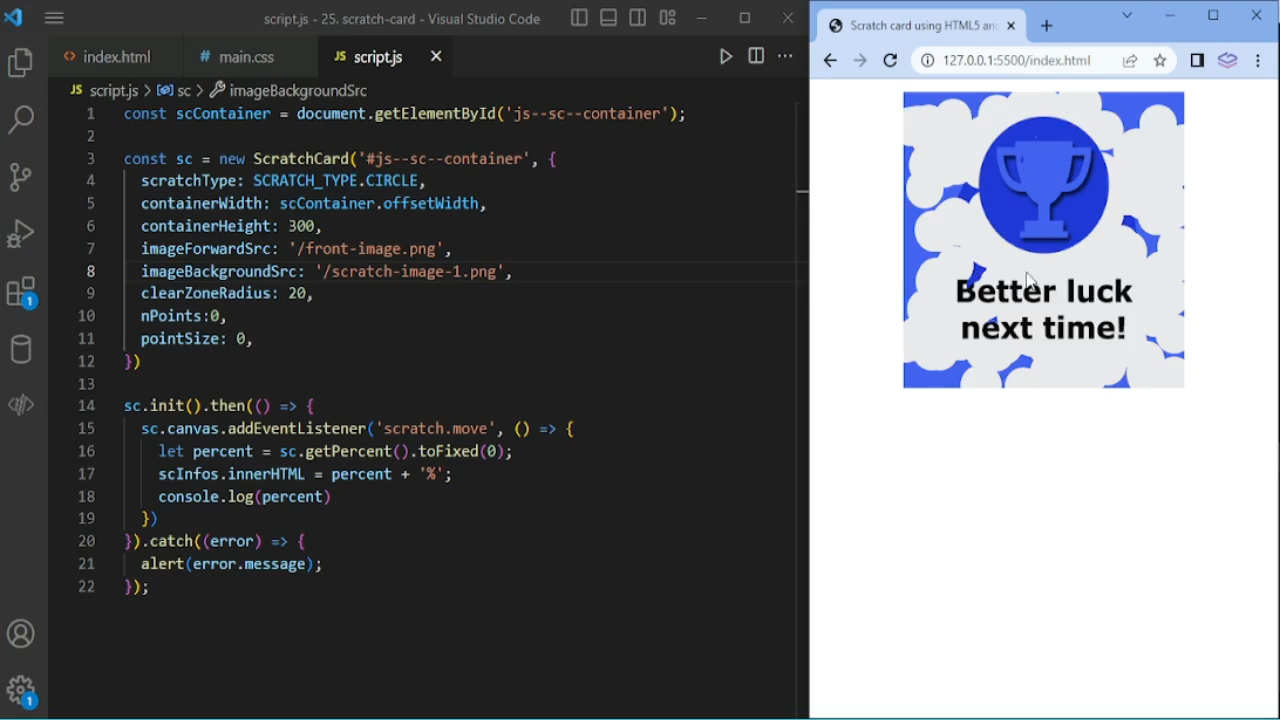 script.js - 25. scratch-card - Visual Studio Code
index.html
# main.css
JS script.js
JS script.js > sc > imageBackgroundSrc
1 const scContainer = document.getElementById('js--sc--container');
2
3 const sc = new ScratchCard('#js--sc--container', {
4 scratchType: SCRATCH_TYPE.CIRCLE,
5 containerWidth: scContainer.offsetWidth,
6 containerHeight: 300,
7 imageForwardSrc: '/front-image.png',
8 imageBackgroundSrc: '/scratch-image-1.png',
9 clearZoneRadius: 20,
10 nPoints:0,
11 pointSize: 0,
12 })
13
14 sc.init().then(() => {
15 sc.canvas.addEventListener('scratch.move', () => {
16 let percent = sc.getPercent().toFixed(0);
17 scInfos.innerHTML = percent + '%';
18 console.log(percent)
19 })
20 }).catch((error) => {
21 alert(error.message);
22 });
1
1
Scratch card using HTML5 an
127.0.0.1:5500/index.html
Better luck
next time!